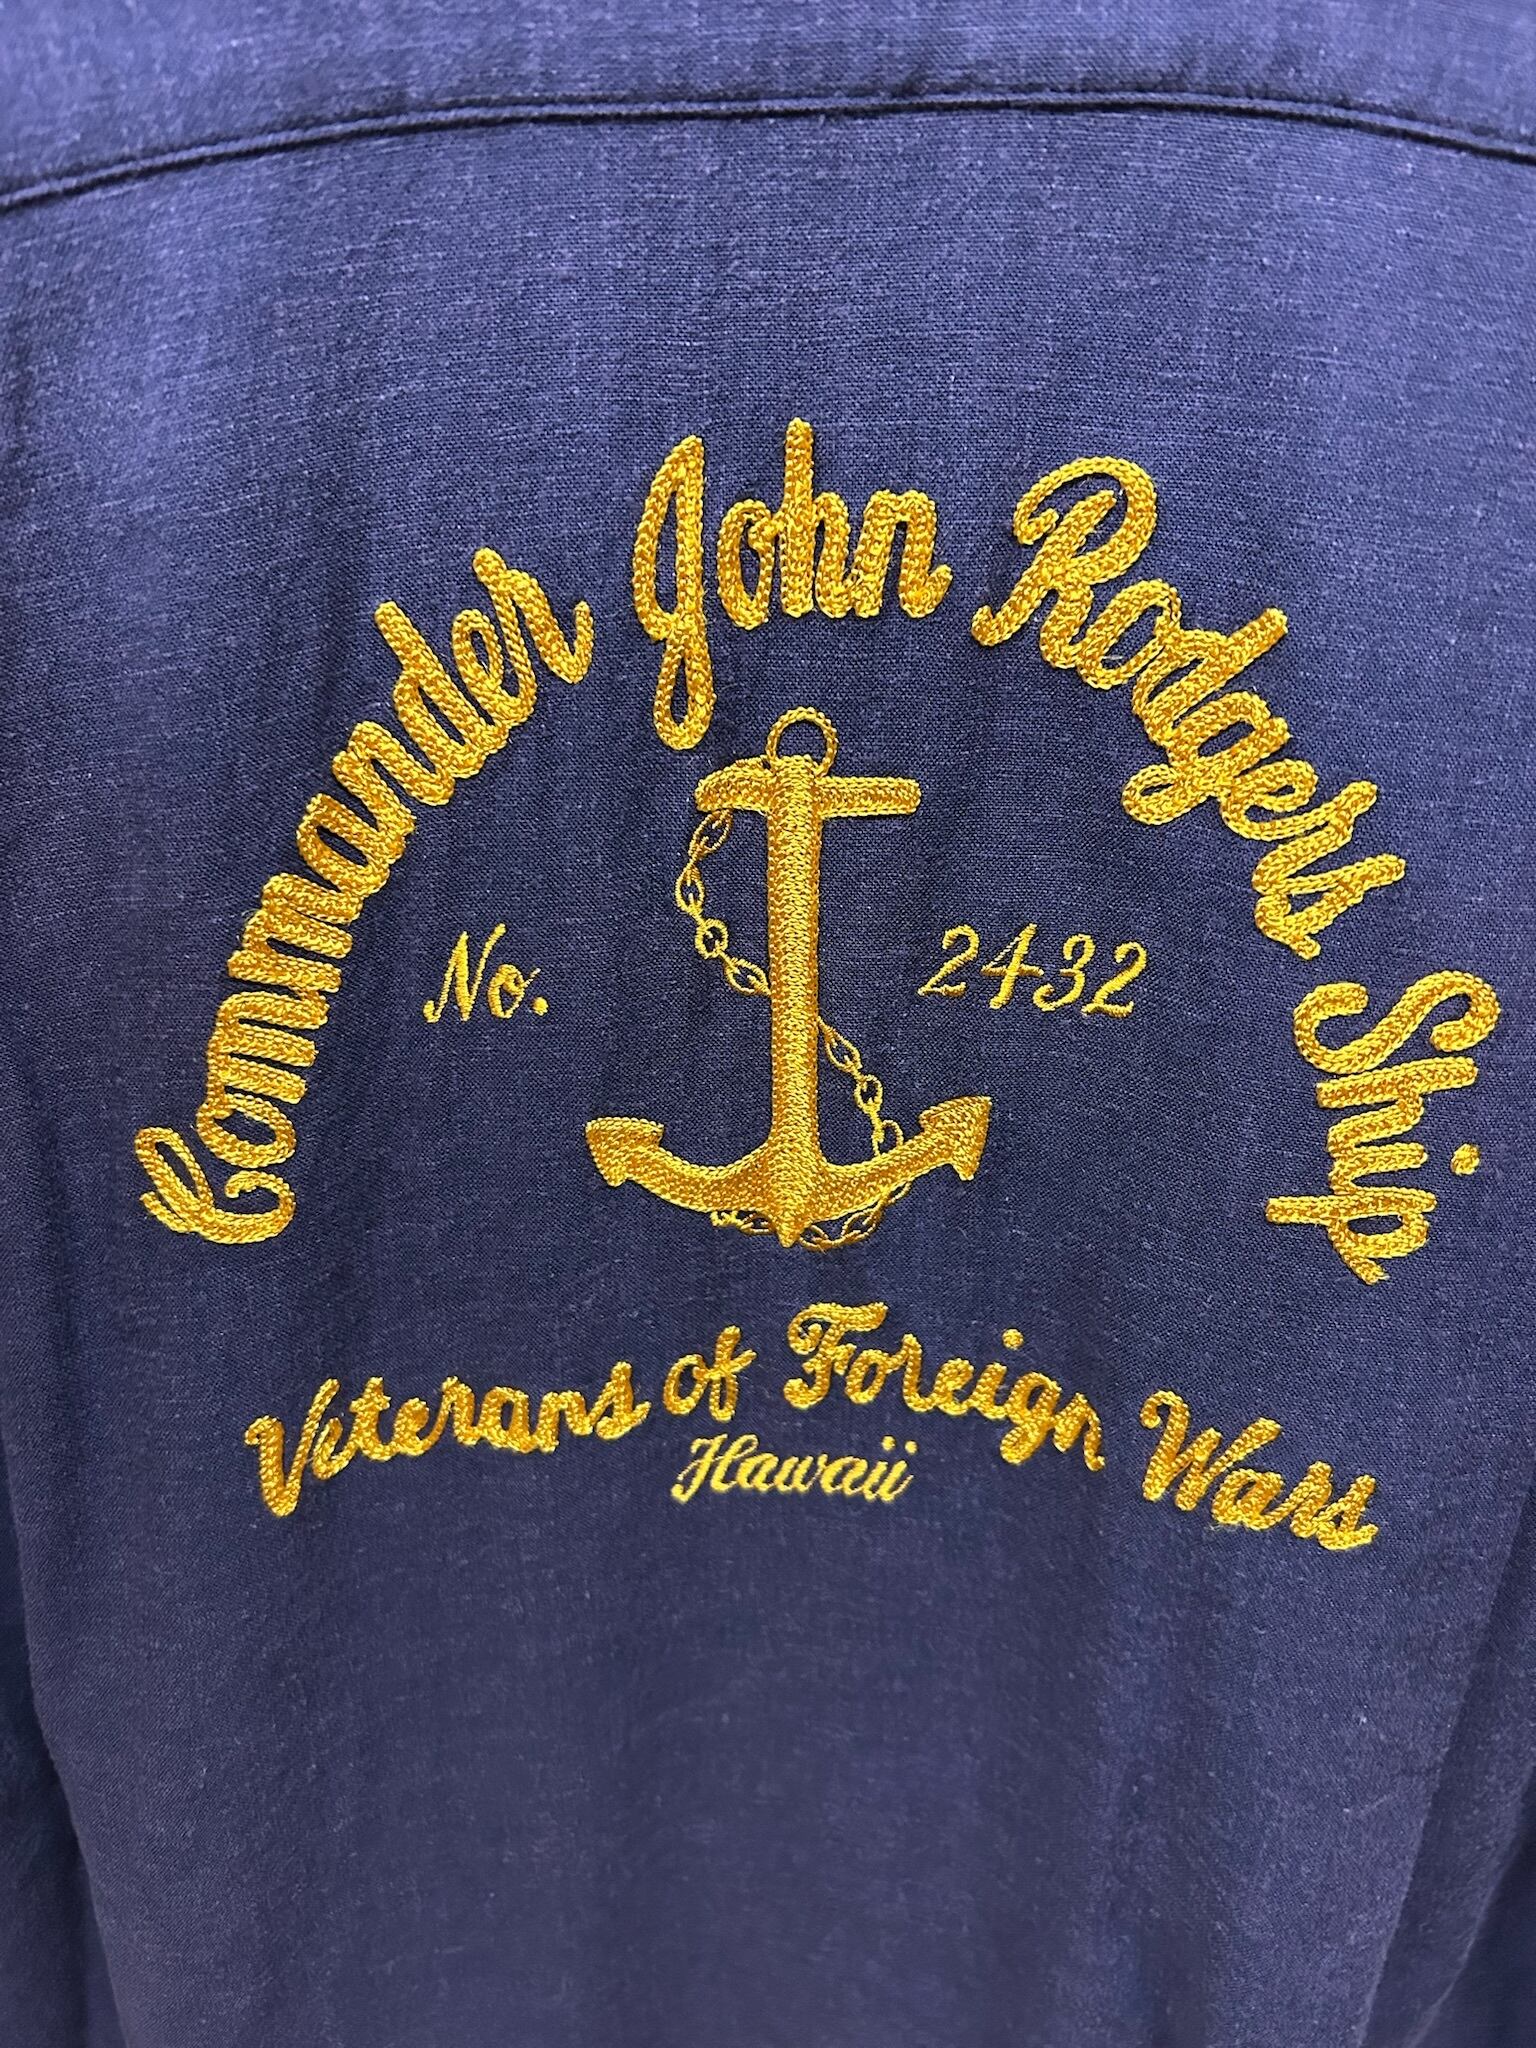 Commander John Rodgers Ship
No. 2432
Veterans of Foreign Wars
Hawaii